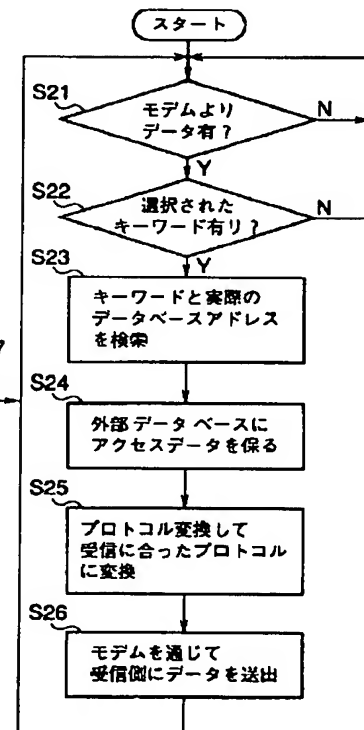 スタート
S21
モデムより
データ有?
N
Y
S22
選択された
キーワード有リ?
N
Y
S23
キーワードと実際の
データベースアドレス
を検索
S24
外部データベースに
アクセスデータを保る
S25
プロトコル変換して
受信に合ったプロトコル
に変換
S26
モデムを通じて
受信側にデータを送出